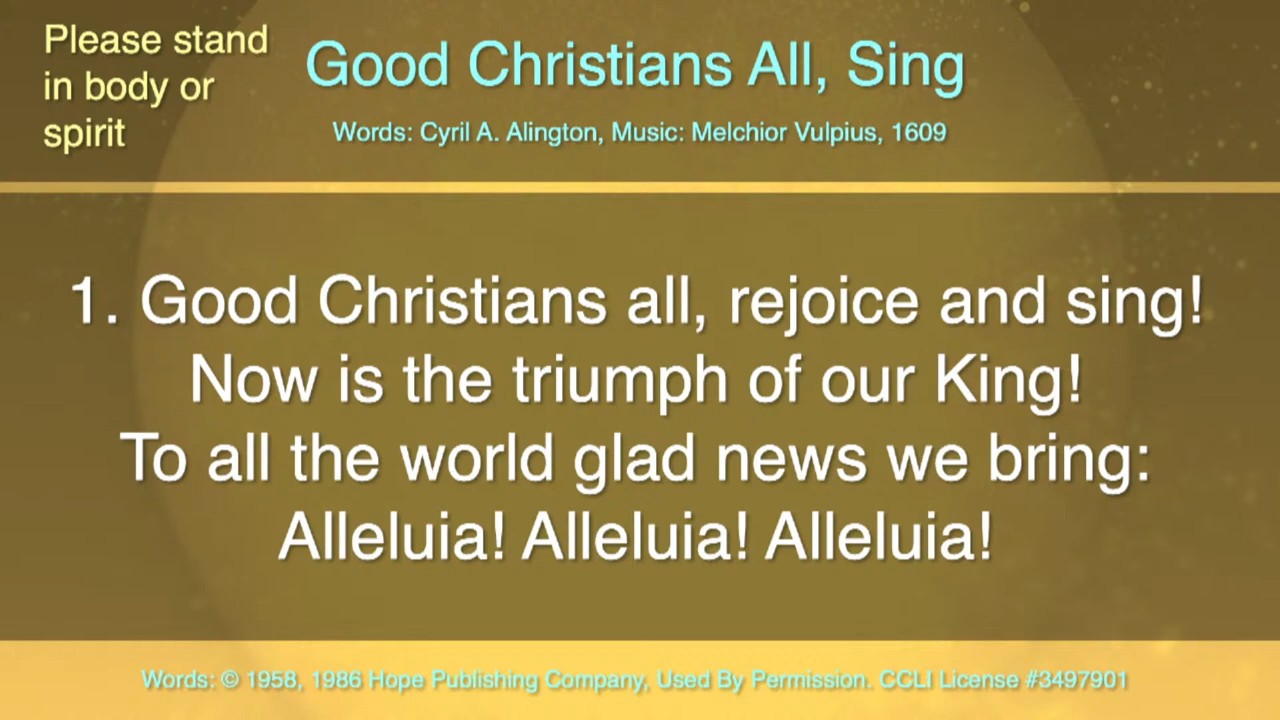 Please stand
in body or
spirit
Good Christians All, Sing
Words: Cyril A. Alington, Music: Melchior Vulpius, 1609
1. Good Christians all, rejoice and sing!
Now is the triumph of our King!
To all the world glad news we bring:
Alleluia! Alleluia! Alleluia!
Words: © 1958, 1986 Hope Publishing Company, Used By Permission. CCLI License #3497901